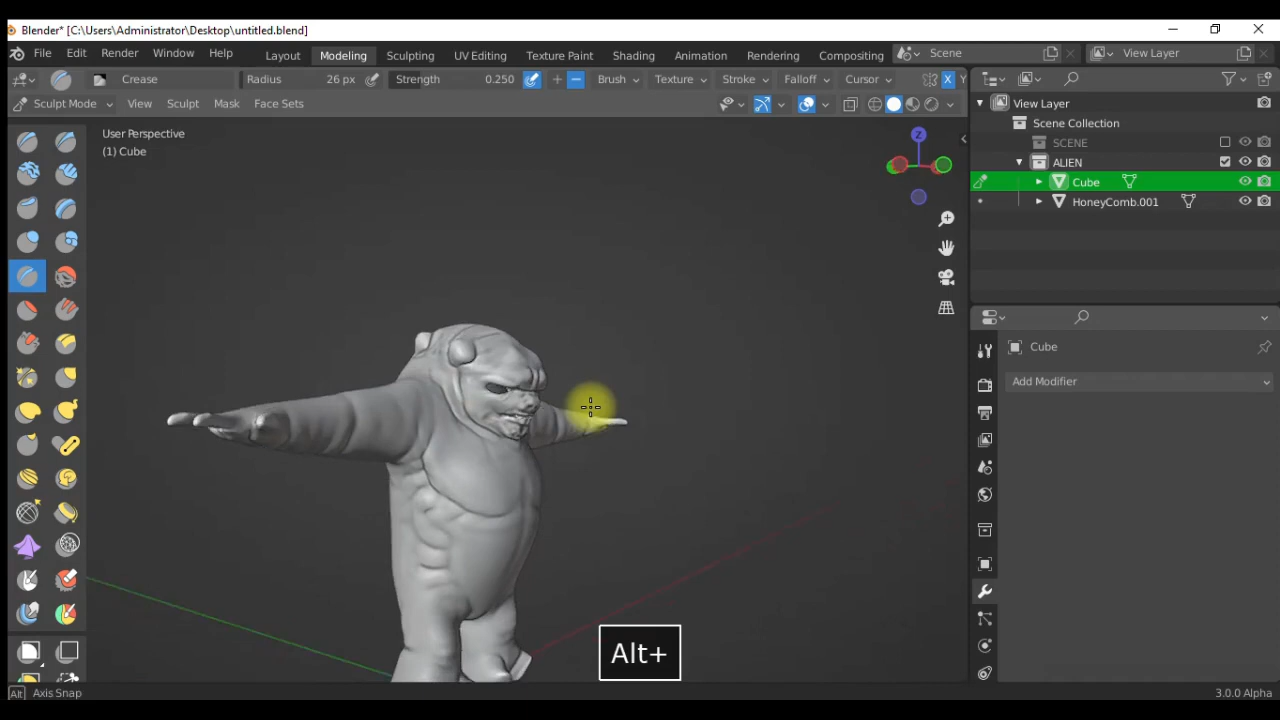 Blender* [C:\Users\Administrator\Desktop\untitled.blend]
File Edit Render Window Help Layout Modeling Sculpting UV Editing Texture Paint Shading Animation Rendering Compositing Scene View Layer
Crease Radius 26 px Strength 0.250 Brush Texture Stroke Falloff Cursor X Y
Sculpt Mode View Sculpt Mask Face Sets
View Layer
Scene Collection
SCENE
ALIEN
Cube
HoneyComb.001
User Perspective
(1) Cube
Z
Cube
Add Modifier
Alt+
Alt Axis Snap 3.0.0 Alpha